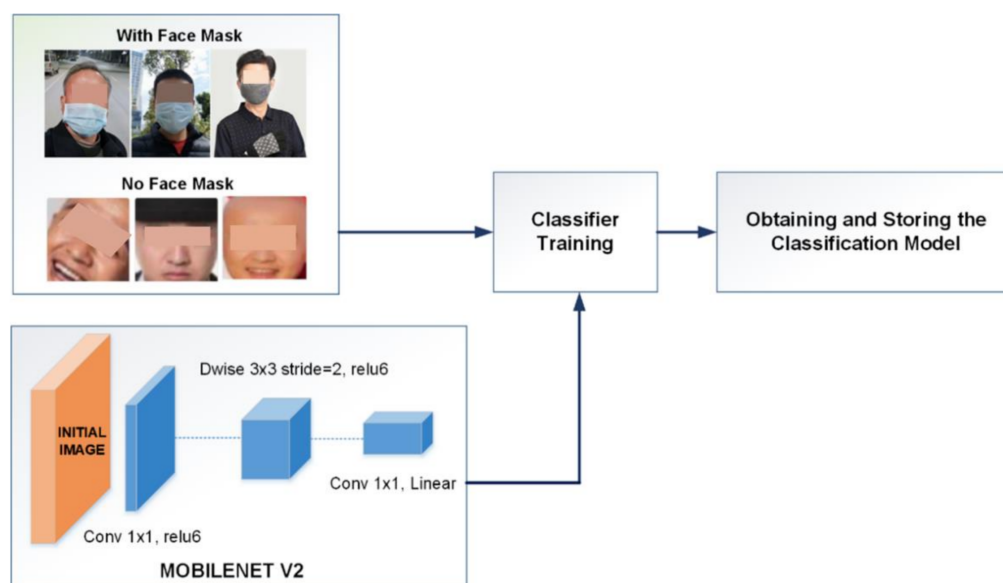 With Face Mask
No Face Mask
Classifier
Training
Obtaining and Storing the
Classification Model
Dwise 3x3 stride=2, relu6
INITIAL
IMAGE
Conv 1x1, Linear
Conv 1x1, relu6
MOBILENET V2